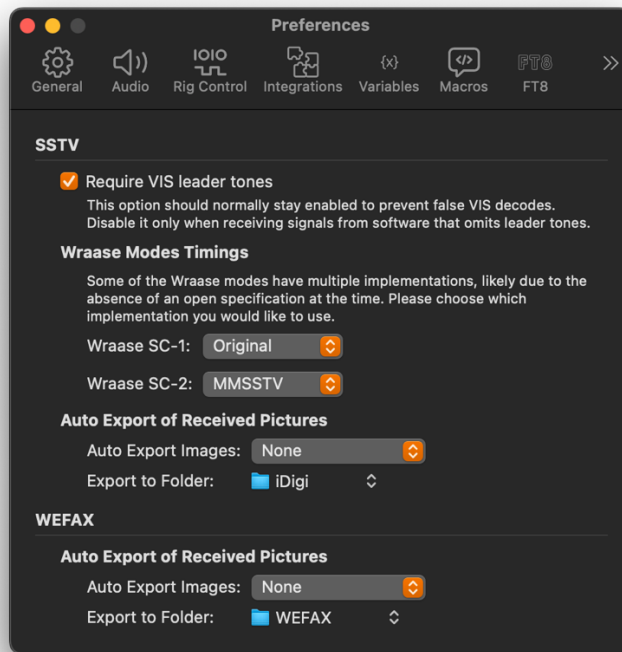 Preferences
General
Audio
IOIO
Rig Control
Integrations
{x}
Variables
</>
Macros
FT8
FT8
SSTV
Require VIS leader tones
This option should normally stay enabled to prevent false VIS decodes.
Disable it only when receiving signals from software that omits leader tones.
Wraase Modes Timings
Some of the Wraase modes have multiple implementations, likely due to the
absence of an open specification at the time. Please choose which
implementation you would like to use.
Wraase SC-1: Original
Wraase SC-2: MMSSTV
Auto Export of Received Pictures
Auto Export Images: None
Export to Folder: iDigi
WEFAX
Auto Export of Received Pictures
Auto Export Images: None
Export to Folder: WEFAX